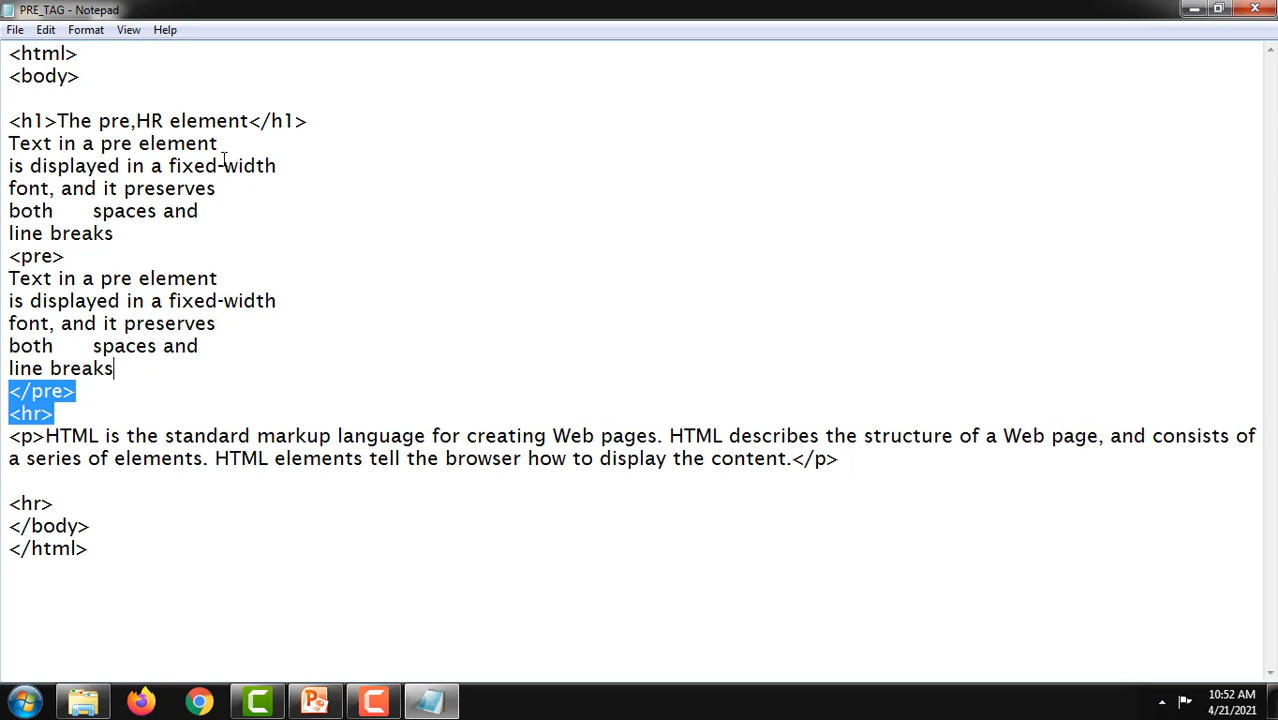 PRE_TAG - Notepad
File Edit Format View Help
<html>
<body>
<h1>The pre,HR element</h1>
Text in a pre element
is displayed in a fixed-width
font, and it preserves
both      spaces and
line breaks
<pre>
Text in a pre element
is displayed in a fixed-width
font, and it preserves
both      spaces and
line breaks
</pre>
<hr>
<p>HTML is the standard markup language for creating Web pages. HTML describes the structure of a Web page, and consists of
a series of elements. HTML elements tell the browser how to display the content.</p>
<hr>
</body>
</html>
10:52 AM
4/21/2021